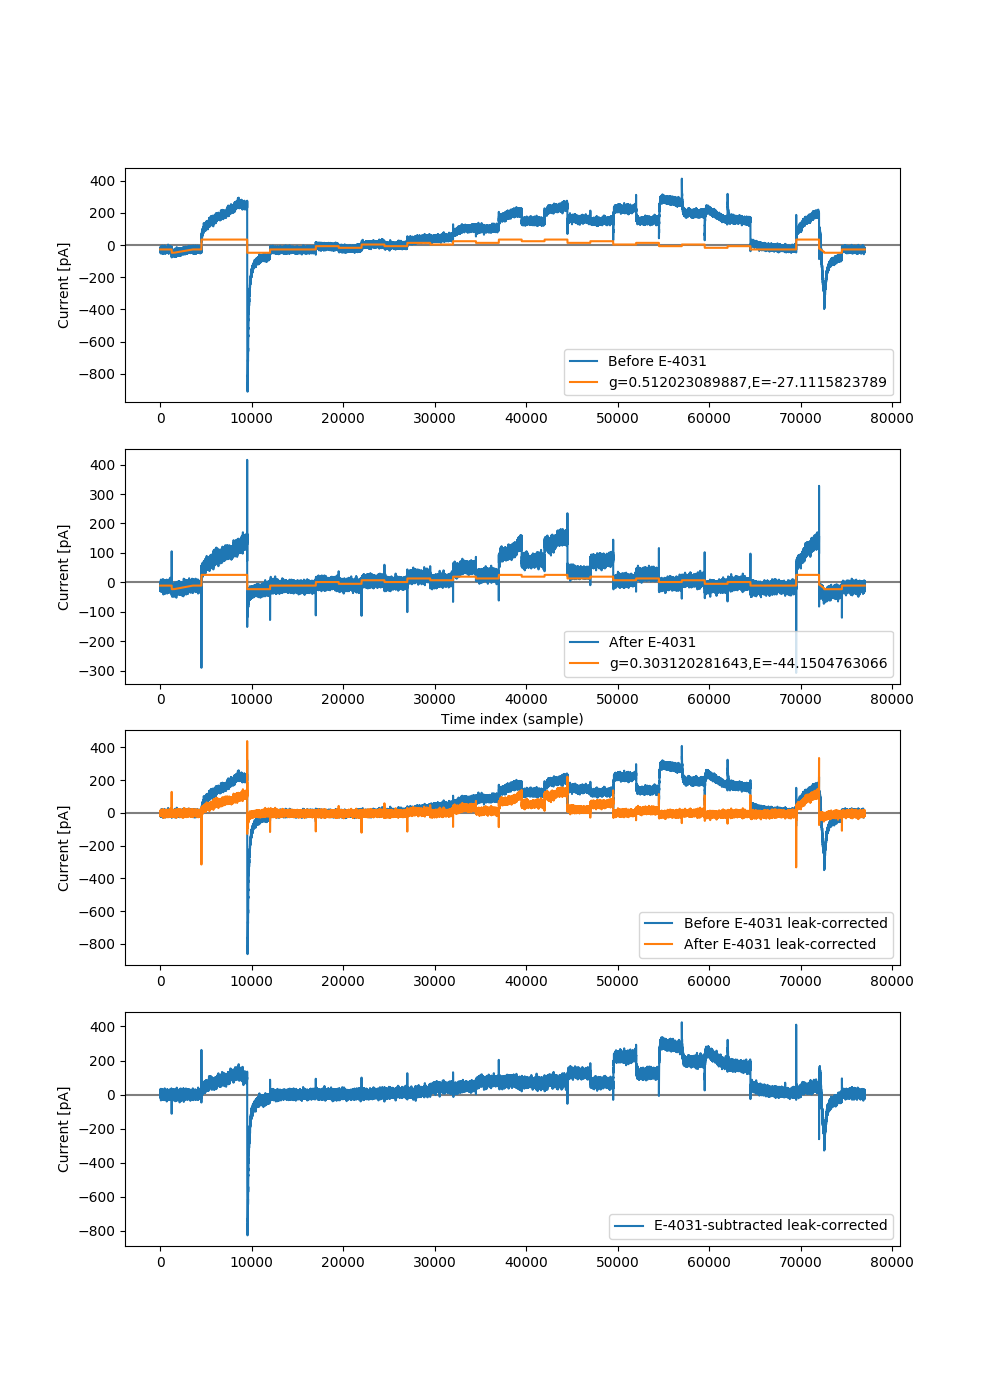 400
200
0
−200
−400
−600
−800
Current [pA]
Before E-4031
g=0.512023089887,E=-27.1115823789
0 10000 20000 30000 40000 50000 60000 70000 80000
400
300
200
100
0
−100
−200
−300
Current [pA]
After E-4031
g=0.303120281643,E=-44.1504763066
0 10000 20000 30000 40000 50000 60000 70000 80000
Time index (sample)
400
200
0
−200
−400
−600
−800
Current [pA]
Before E-4031 leak-corrected
After E-4031 leak-corrected
0 10000 20000 30000 40000 50000 60000 70000 80000
400
200
0
−200
−400
−600
−800
Current [pA]
E-4031-subtracted leak-corrected
0 10000 20000 30000 40000 50000 60000 70000 80000